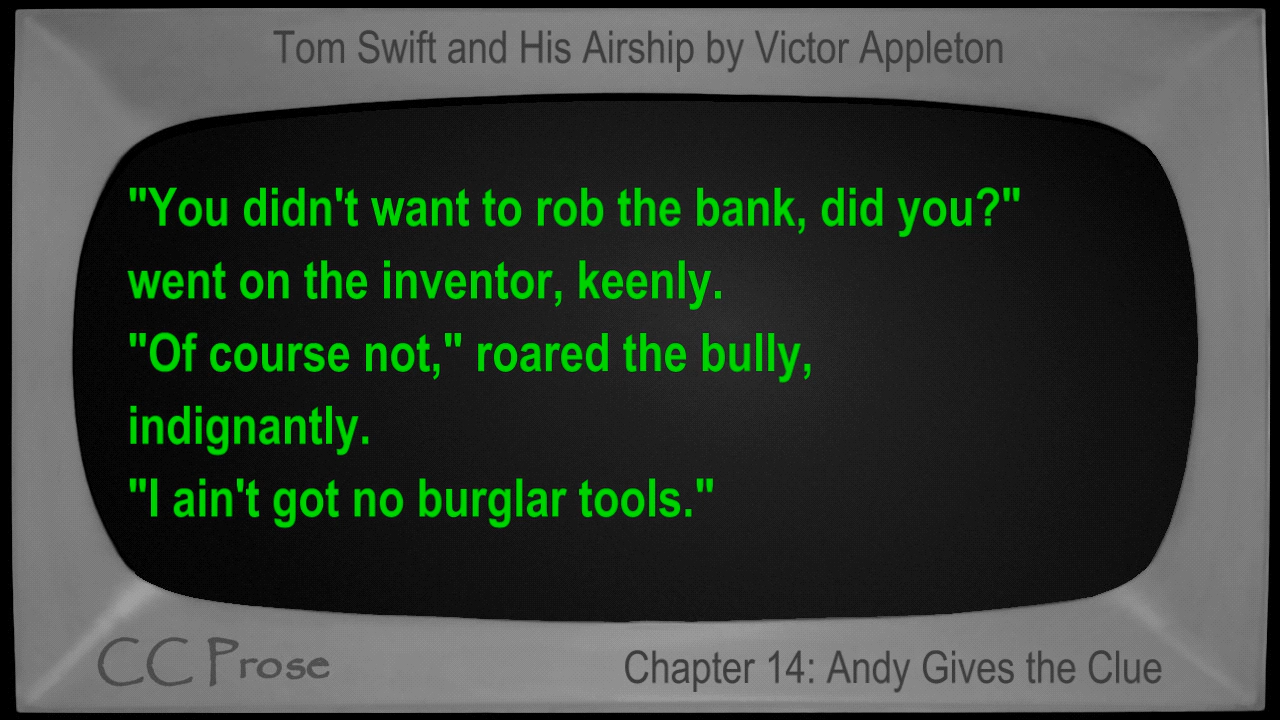 Tom Swift and His Airship by Victor Appleton
"You didn't want to rob the bank, did you?"
went on the inventor, keenly.
"Of course not," roared the bully,
indignantly.
"I ain't got no burglar tools."
CC Prose
Chapter 14: Andy Gives the Clue